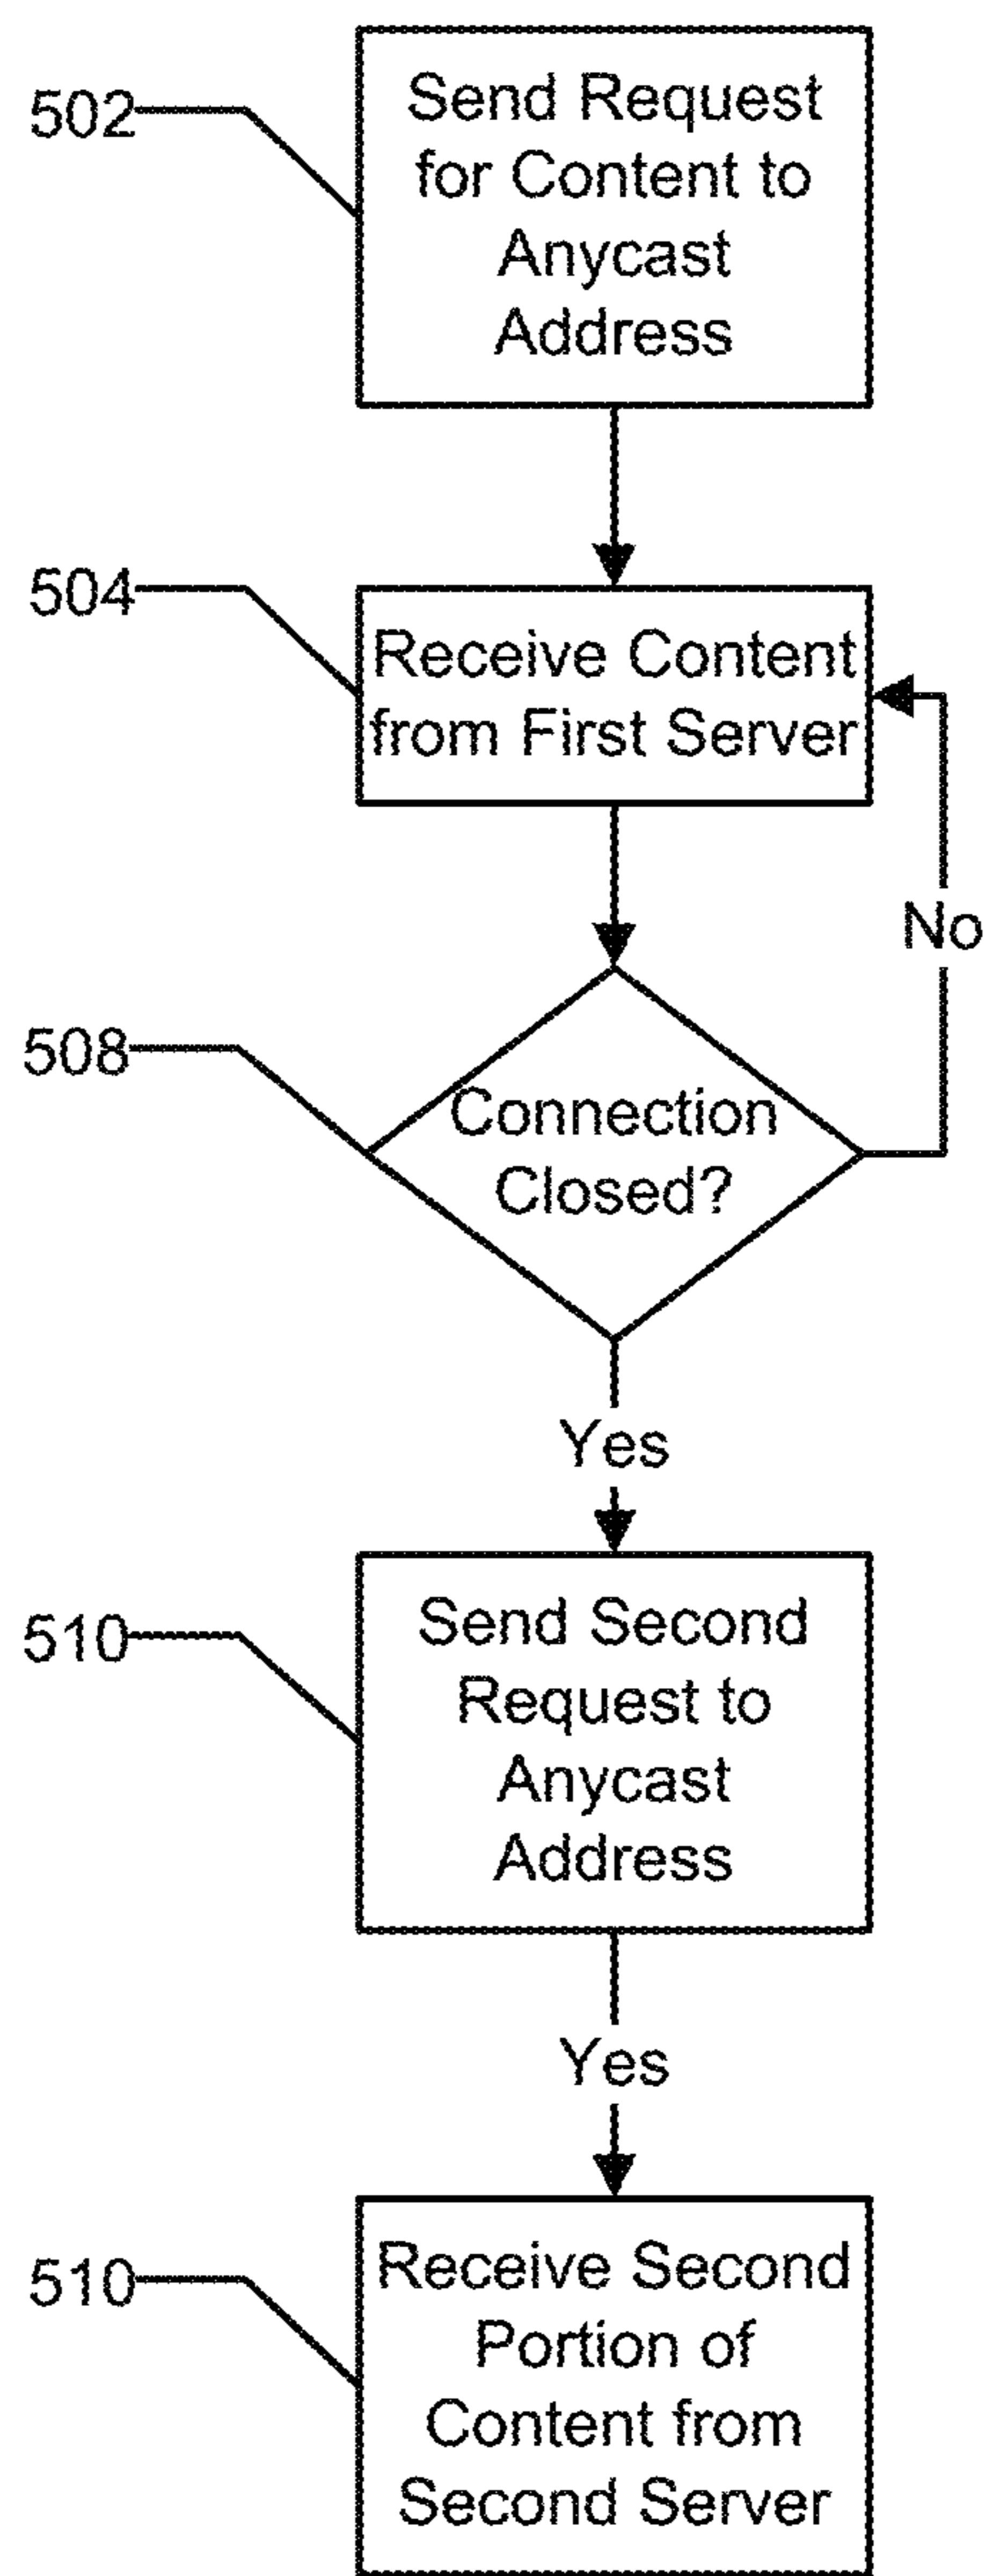 502
Send Request
for Content to
Anycast
Address
504
Receive Content
from First Server
No
508
Connection
Closed?
Yes
510
Send Second
Request to
Anycast
Address
Yes
510
Receive Second
Portion of
Content from
Second Server